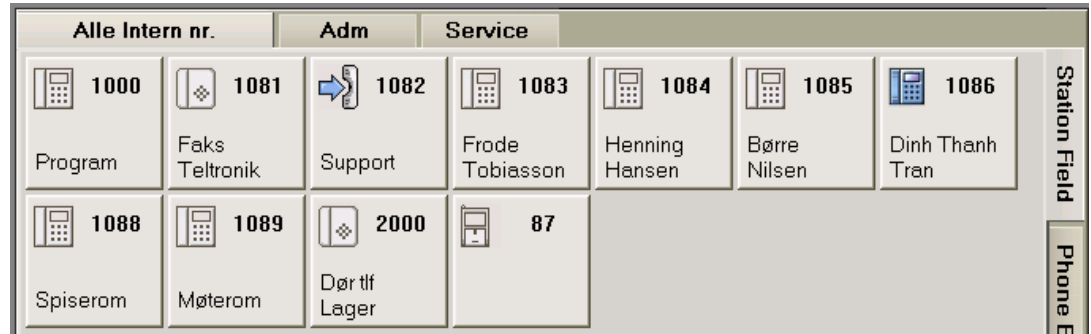 Alle Intern nr.
Adm
Service
1000
Program
1081
Faks
Teltronik
1082
Support
1083
Frode
Tobiasson
1084
Henning
Hansen
1085
Børre
Nilsen
1086
Dinh Thanh
Tran
1088
Spiserom
1089
Møterom
2000
Dør tlf
Lager
87
Station Field
Phone